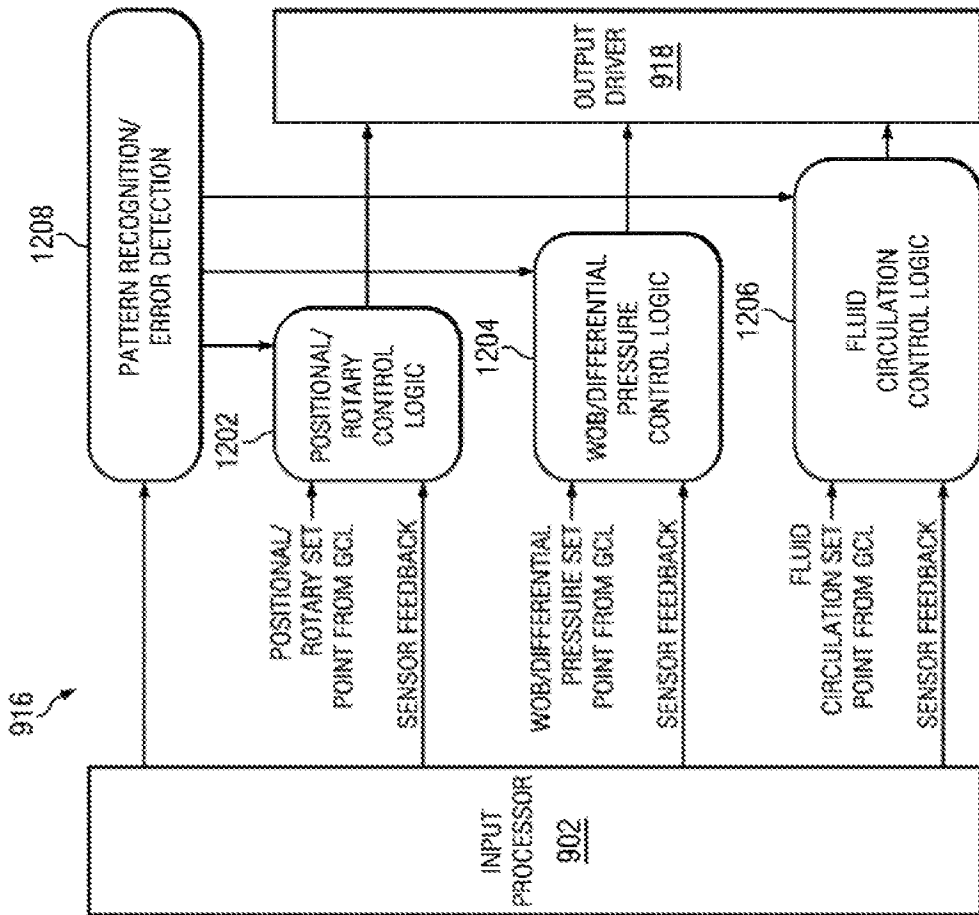 916
INPUT
PROCESSOR
902
1208
PATTERN RECOGNITION/
ERROR DETECTION
1202
POSITIONAL/
ROTARY
CONTROL
LOGIC
POSITIONAL/
ROTARY SET
POINT FROM GCL
SENSOR FEEDBACK
1204
WOB/DIFFERENTIAL
PRESSURE
CONTROL LOGIC
WOB/DIFFERENTIAL
PRESSURE SET
POINT FROM GCL
SENSOR FEEDBACK
1206
FLUID
CIRCULATION
CONTROL LOGIC
FLUID
CIRCULATION SET
POINT FROM GCL
SENSOR FEEDBACK
OUTPUT
DRIVER
918